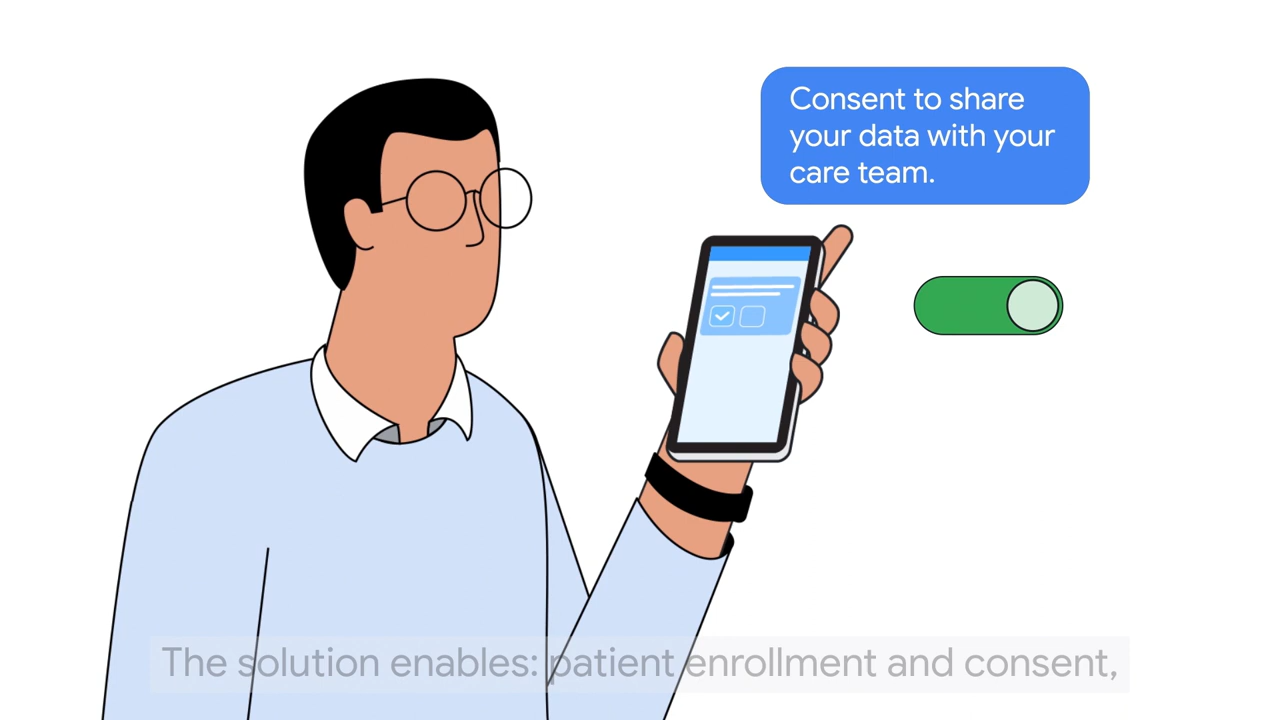 Consent to share
your data with your
care team.
The solution enables: patient enrollment and consent,